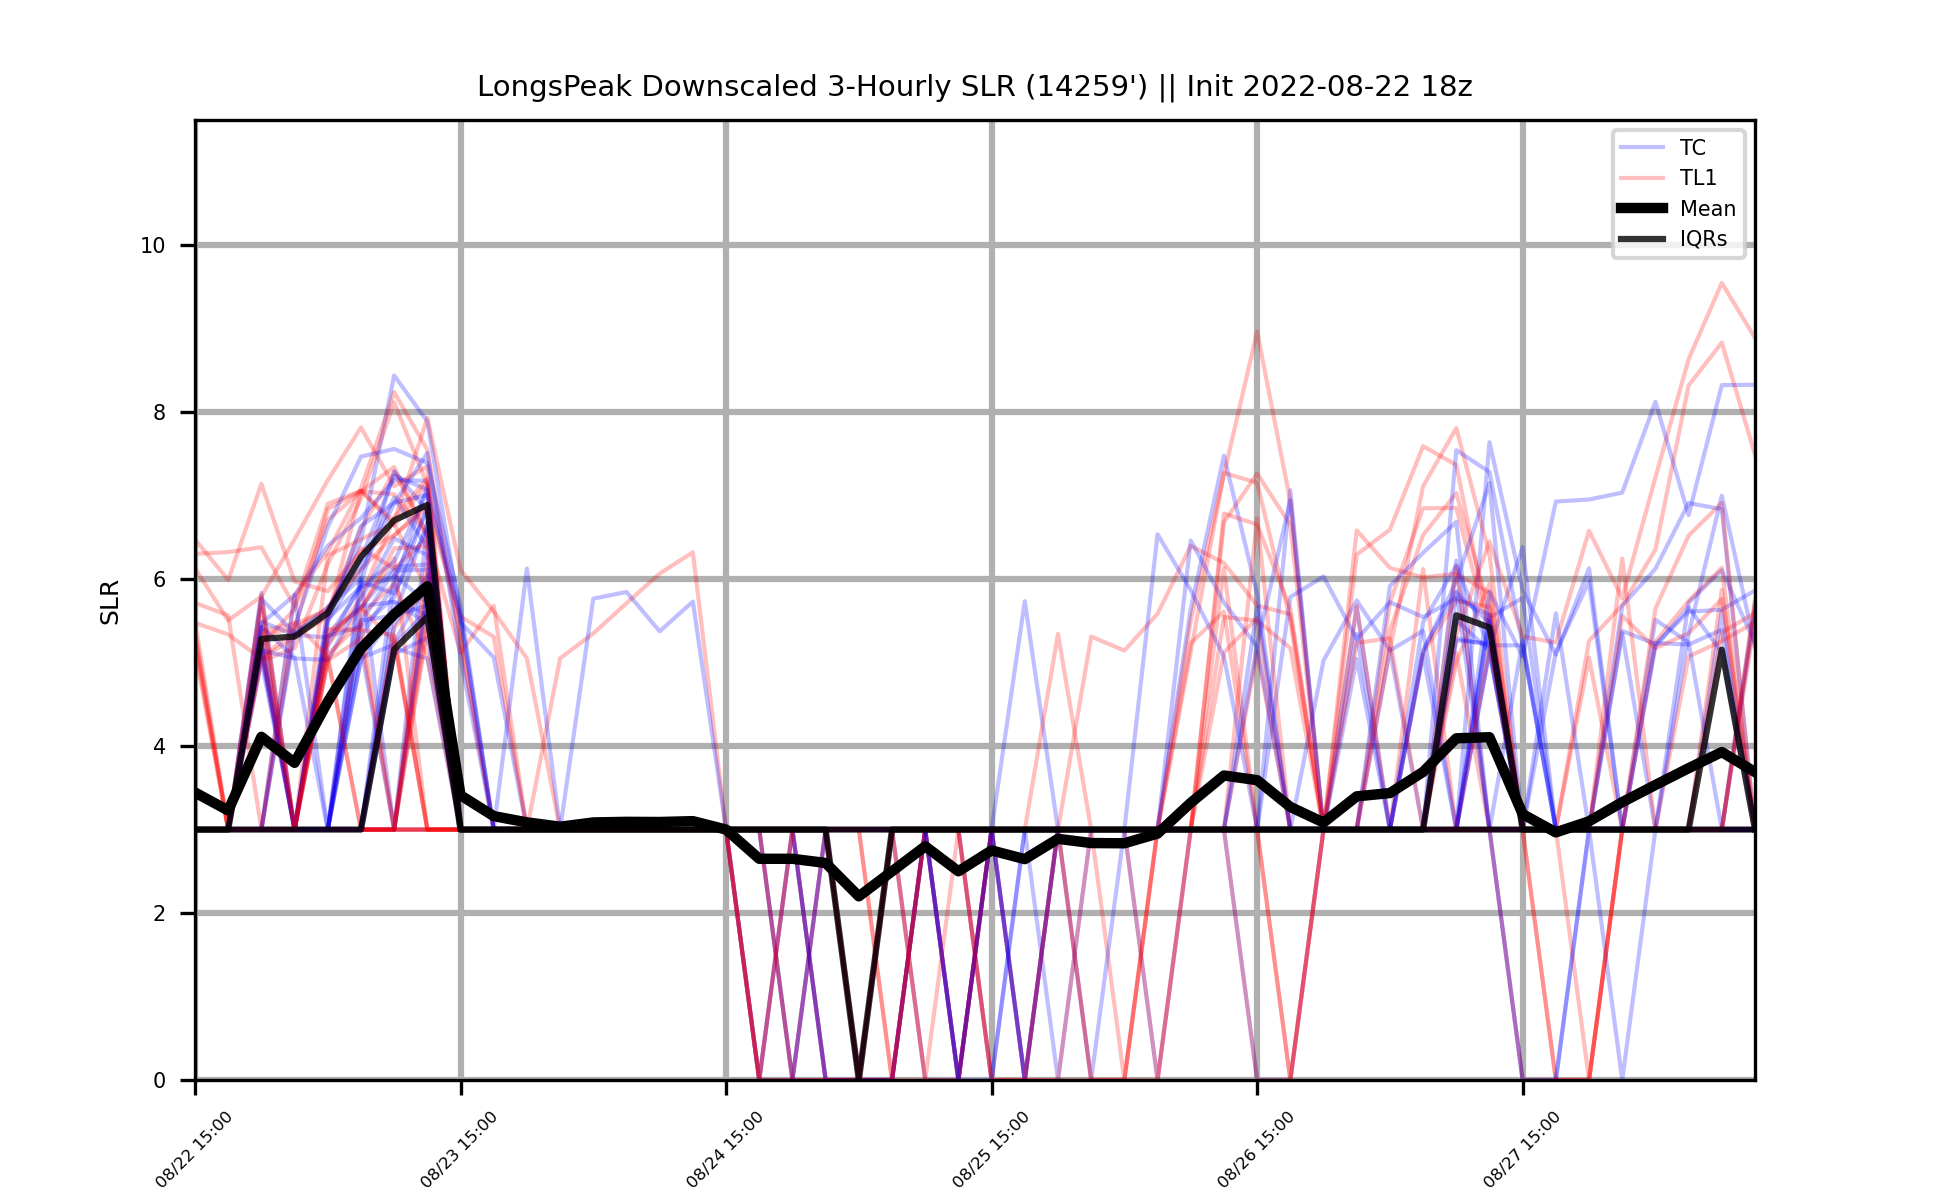 LongsPeak Downscaled 3-Hourly SLR (14259') || Init 2022-08-22 18z
TC
TL1
Mean
IQRs
SLR
10
8
6
4
2
0
08/22 15:00
08/23 15:00
08/24 15:00
08/25 15:00
08/26 15:00
08/27 15:00